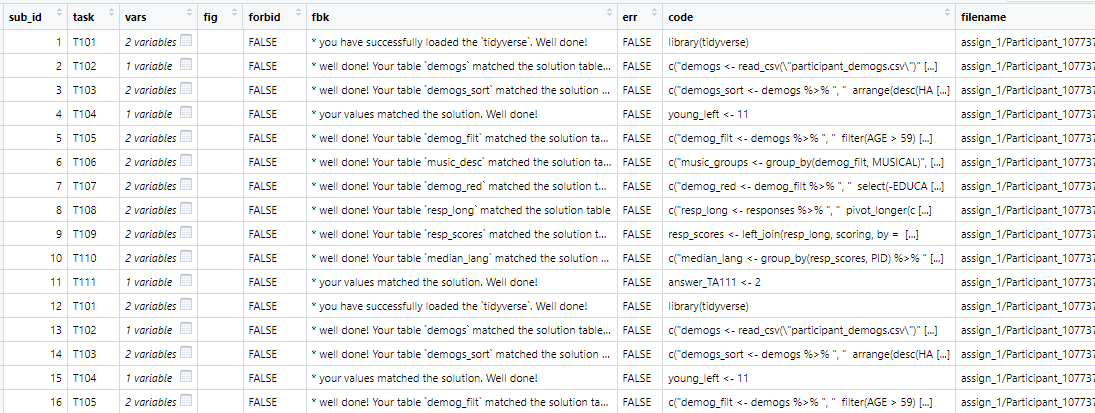 sub_id task vars fig forbid fbk err code filename
1 T101 2 variables FALSE * you have successfully loaded the `tidyverse`. Well done! FALSE library(tidyverse) assign_1/Participant_107737
2 T102 1 variable FALSE * well done! Your table `demogs` matched the solution table... FALSE c("demogs <- read_csv(\"participant_demogs.csv\")" [...] assign_1/Participant_107737
3 T103 2 variables FALSE * well done! Your table `demogs_sort` matched the solution ... FALSE c("demogs_sort <- demogs %>% ", " arrange(desc(HA [...] assign_1/Participant_107737
4 T104 1 variable FALSE * your values matched the solution. Well done! FALSE young_left <- 11 assign_1/Participant_107737
5 T105 2 variables FALSE * well done! Your table `demog_filt` matched the solution ta... FALSE c("demog_filt <- demogs %>% ", " filter(AGE > 59) [...] assign_1/Participant_107737
6 T106 2 variables FALSE * well done! Your table `music_desc` matched the solution ta... FALSE c("music_groups <- group_by(demog_filt, MUSICAL)", [...] assign_1/Participant_107737
7 T107 2 variables FALSE * well done! Your table `demog_red` matched the solution t... FALSE c("demog_red <- demog_filt %>% ", " select(-EDUCA [...] assign_1/Participant_107737
8 T108 2 variables FALSE * well done! Your table `resp_long` matched the solution table FALSE c("resp_long <- responses %>% ", " pivot_longer(c [...] assign_1/Participant_107737
9 T109 2 variables FALSE * well done! Your table `resp_scores` matched the solution t... FALSE resp_scores <- left_join(resp_long, scoring, by = [...] assign_1/Participant_107737
10 T110 2 variables FALSE * well done! Your table `median_lang` matched the solution ... FALSE c("median_lang <- group_by(resp_scores, PID) %>% " [...] assign_1/Participant_107737
11 T111 1 variable FALSE * your values matched the solution. Well done! FALSE answer_TA111 <- 2 assign_1/Participant_107737
12 T101 2 variables FALSE * you have successfully loaded the `tidyverse`. Well done! FALSE library(tidyverse) assign_1/Participant_107737
13 T102 1 variable FALSE * well done! Your table `demogs` matched the solution table... FALSE c("demogs <- read_csv(\"participant_demogs.csv\")" [...] assign_1/Participant_107737
14 T103 2 variables FALSE * well done! Your table `demogs_sort` matched the solution ... FALSE c("demogs_sort <- demogs %>% ", " arrange(desc(HA [...] assign_1/Participant_107737
15 T104 1 variable FALSE * your values matched the solution. Well done! FALSE young_left <- 11 assign_1/Participant_107737
16 T105 2 variables FALSE * well done! Your table `demog_filt` matched the solution ta... FALSE c("demog_filt <- demogs %>% ", " filter(AGE > 59) [...] assign_1/Participant_107737